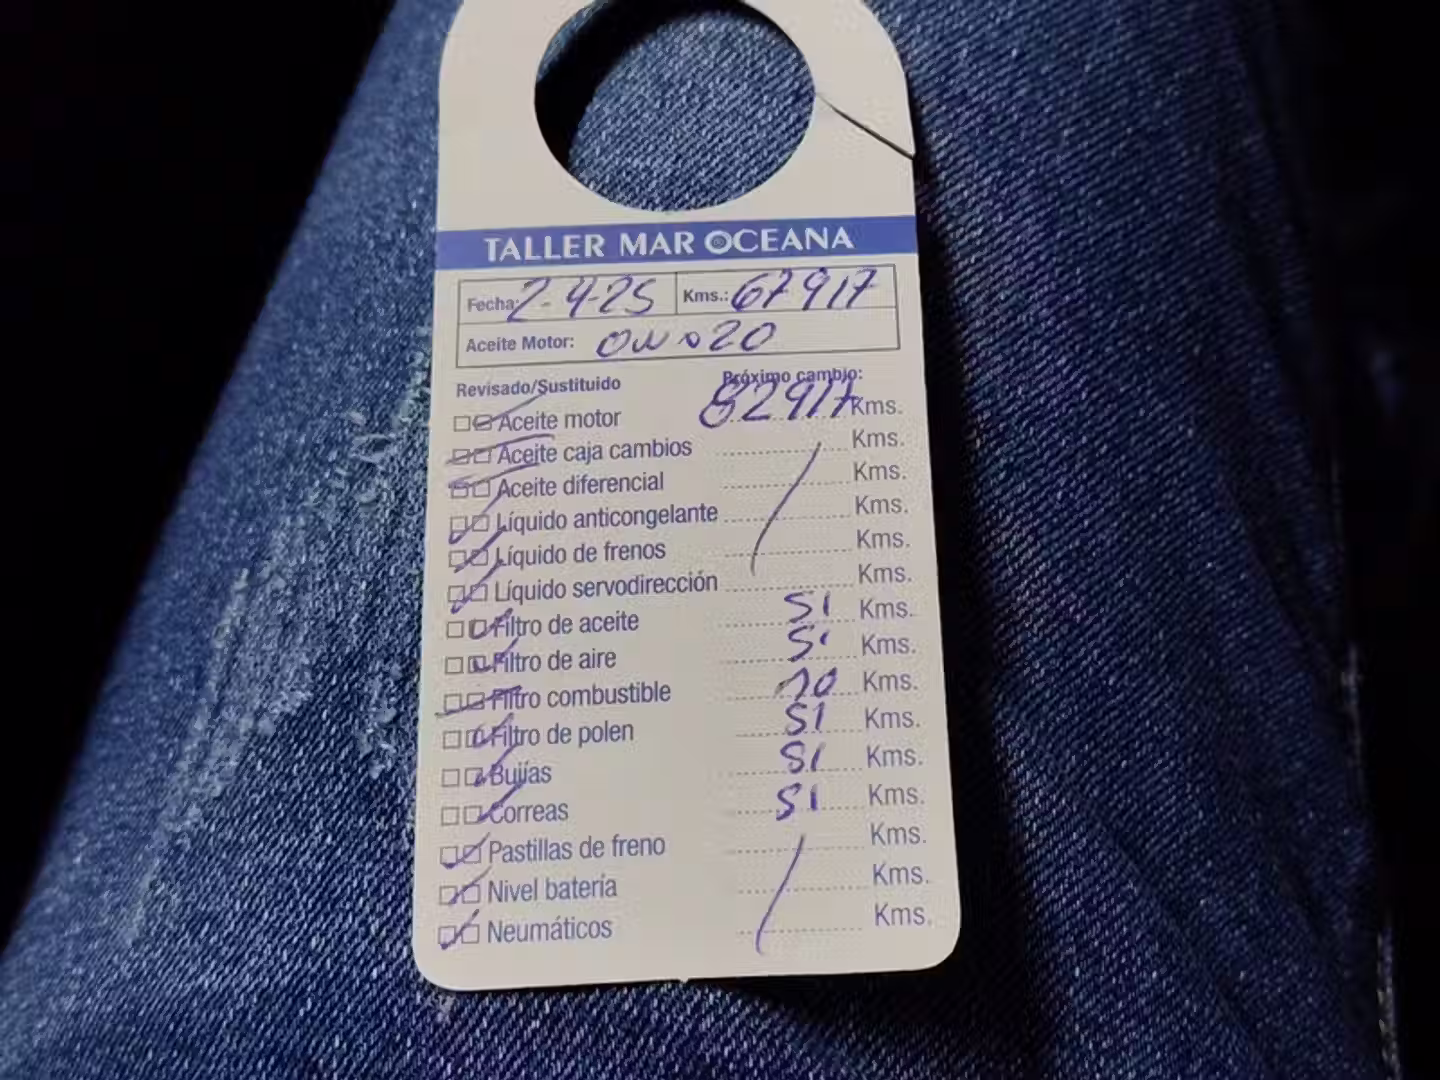 TALLER MAR OCEANA
Fecha: 2-4-25 Kms.: 67917
Aceite Motor: 0W 20
Revisado/Sustituido Próximo cambio:
Aceite motor 82917 Kms.
Aceite caja cambios Kms.
Aceite diferencial Kms.
Líquido anticongelante Kms.
Líquido de frenos Kms.
Líquido servodirección Kms.
Filtro de aceite SI Kms.
Filtro de aire SI Kms.
Filtro combustible NO Kms.
Filtro de polen SI Kms.
Bujías SI Kms.
Correas SI Kms.
Pastillas de freno Kms.
Nivel batería Kms.
Neumáticos Kms.